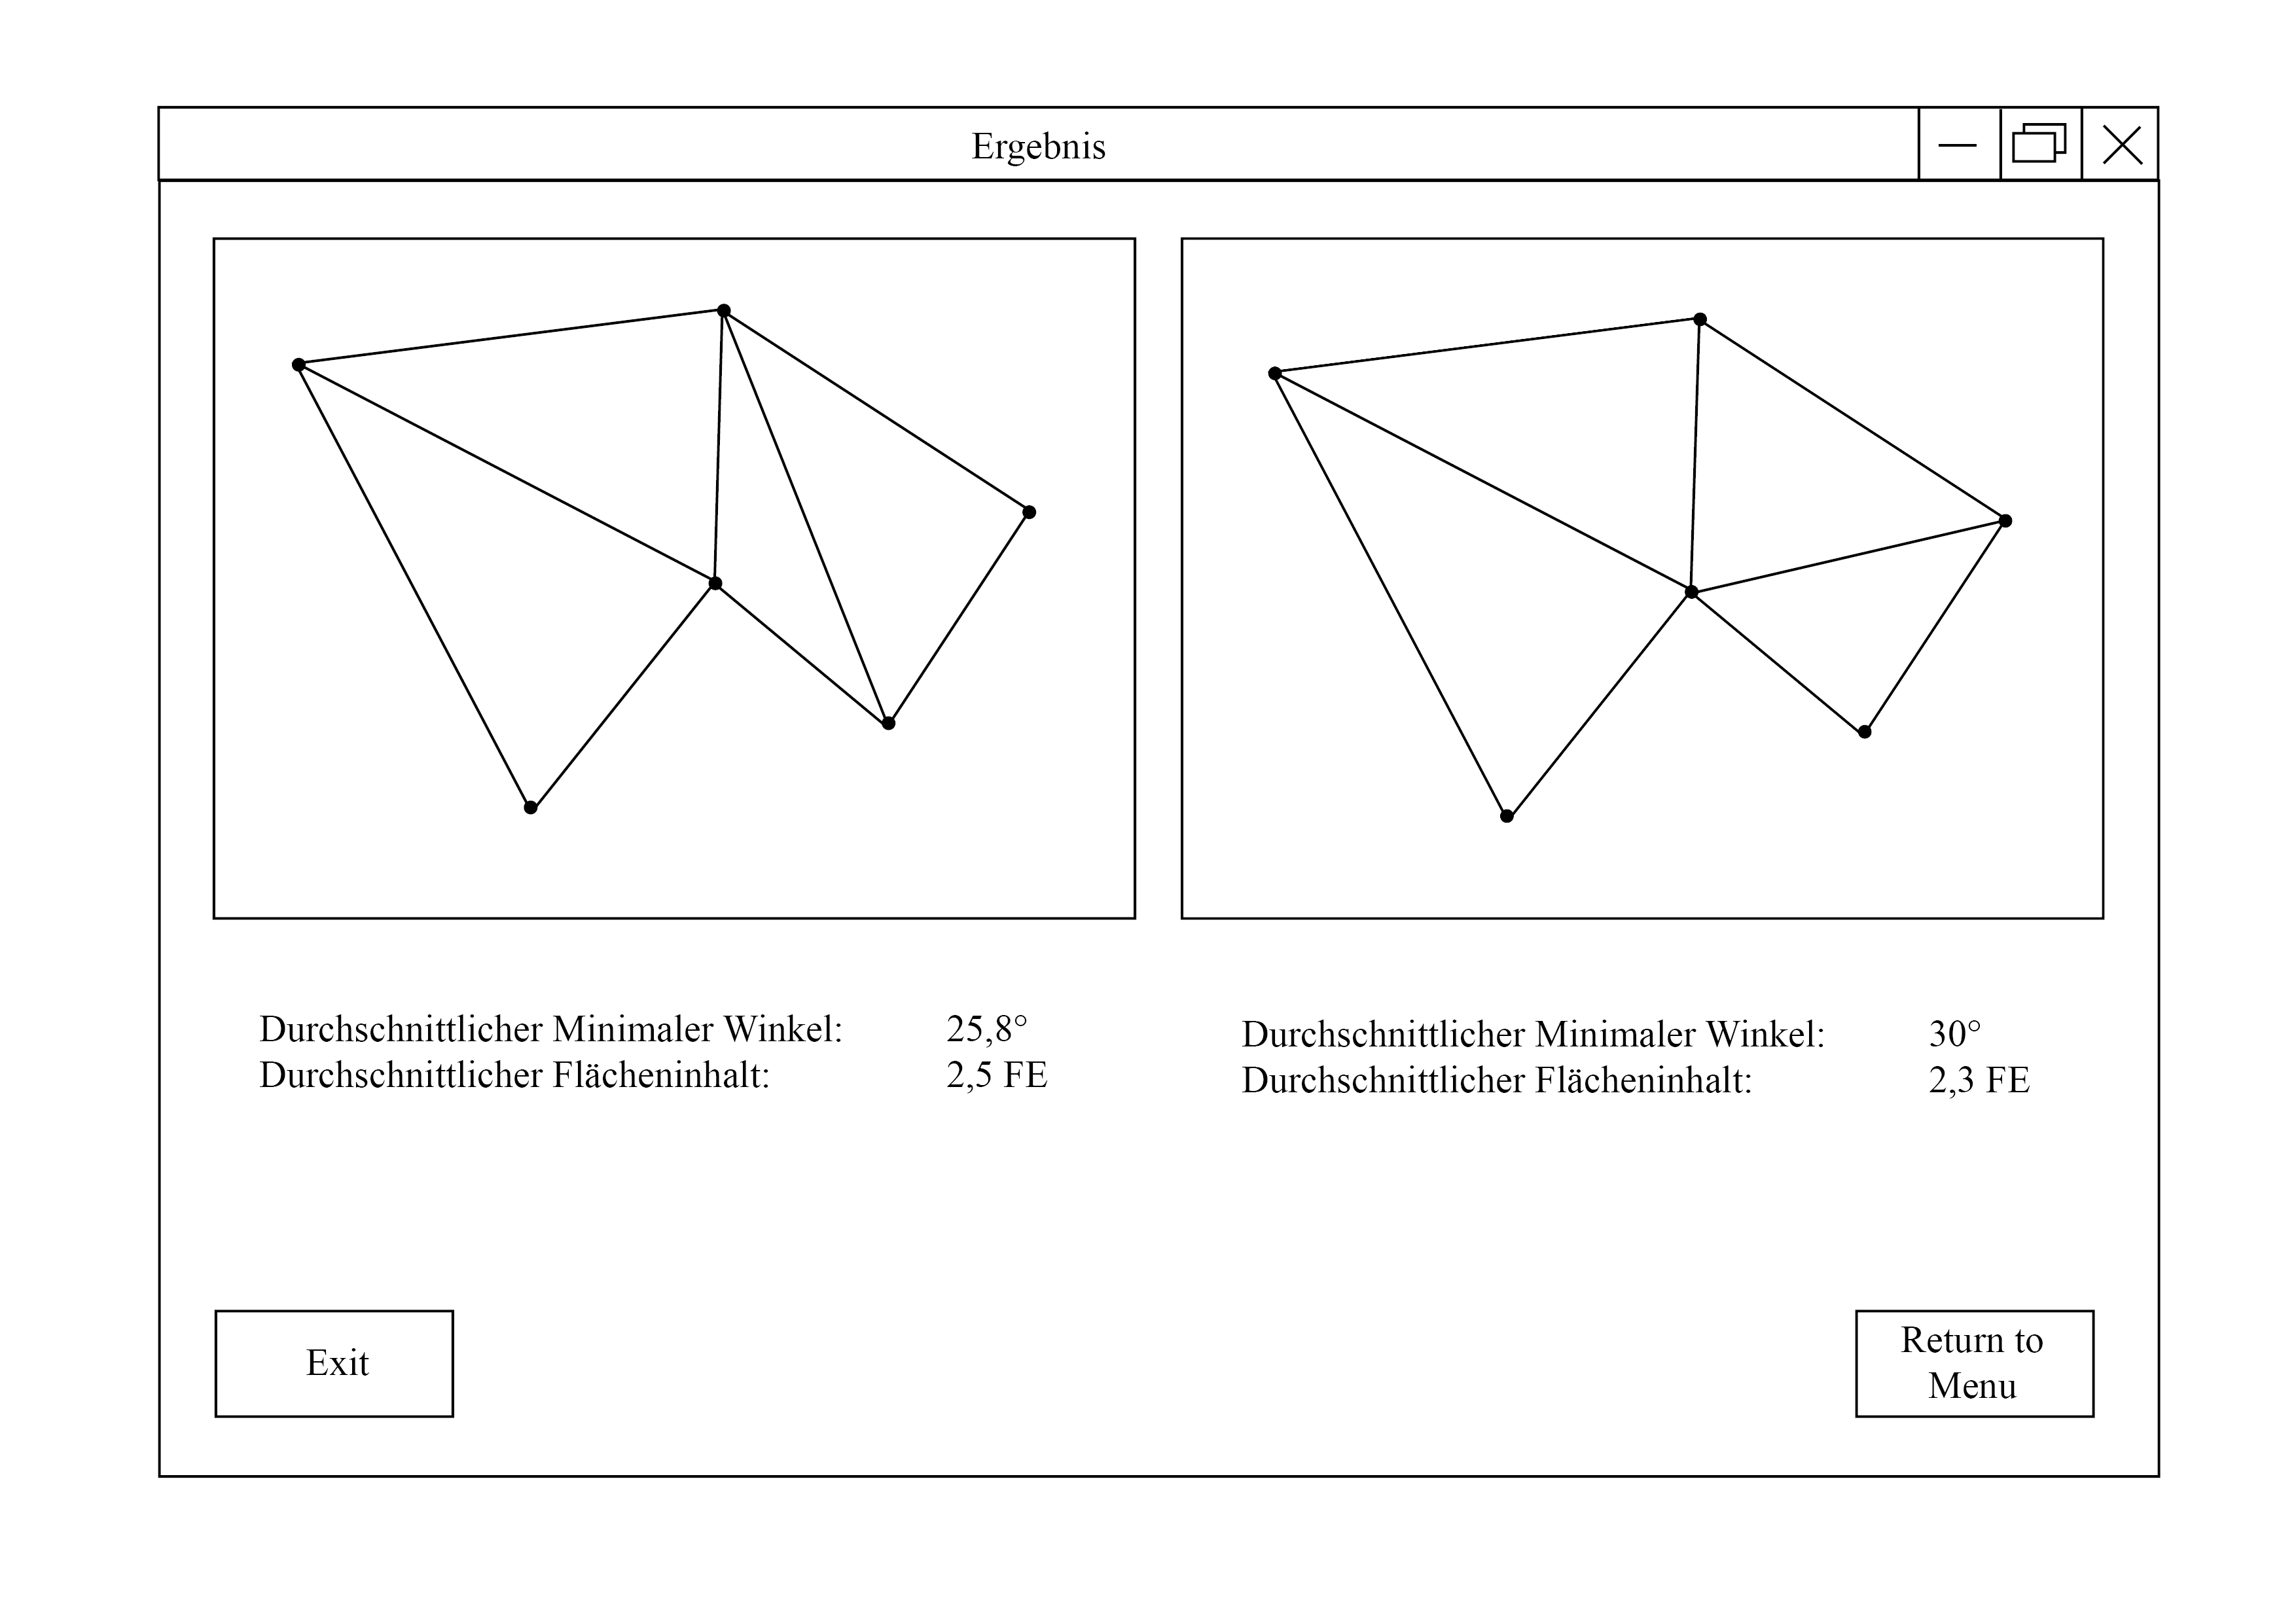 Ergebnis
Durchschnittlicher Minimaler Winkel: 25,8°
Durchschnittlicher Flächeninhalt: 2,5 FE
Durchschnittlicher Minimaler Winkel: 30°
Durchschnittlicher Flächeninhalt: 2,3 FE
Exit
Return to
Menu